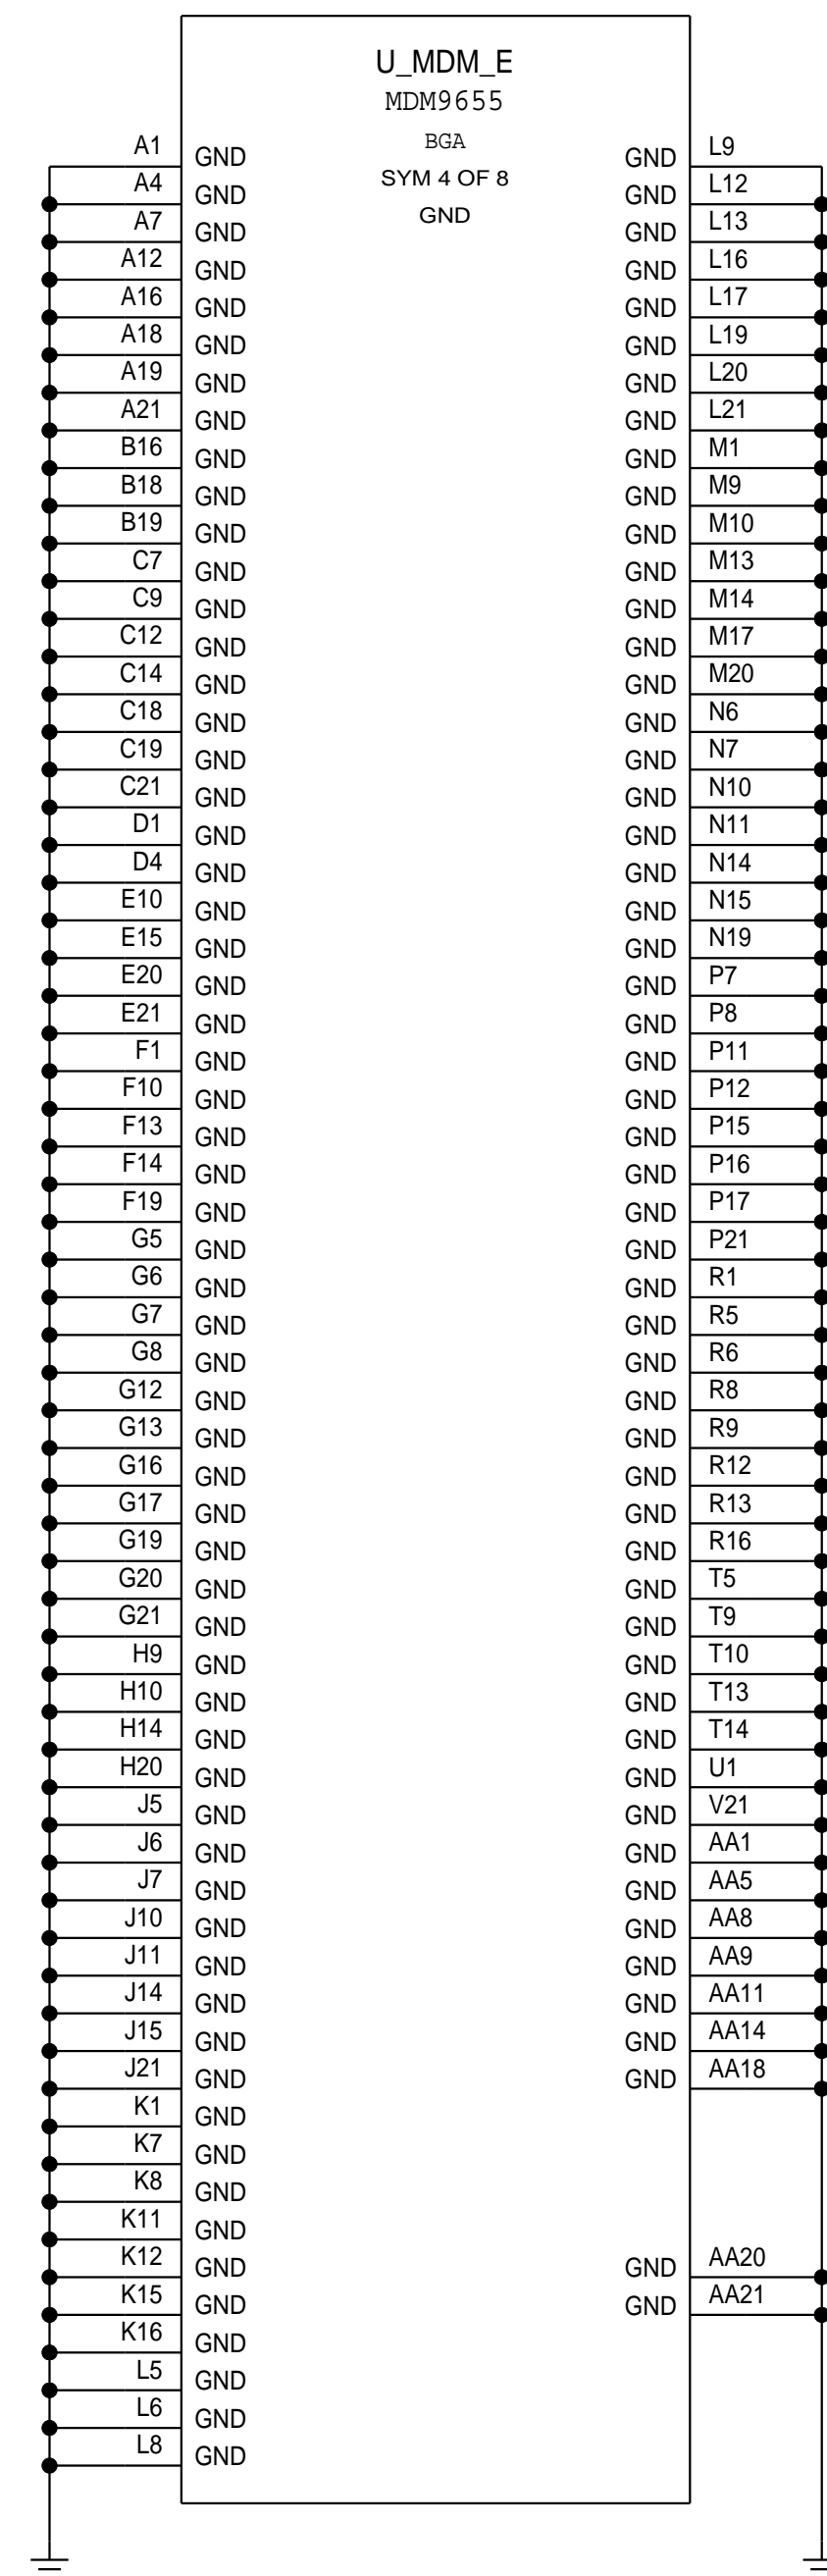 U_MDM_E
MDM9655
BGA
SYM 4 OF 8
GND
A1 GND GND L9
A4 GND GND L12
A7 GND GND L13
A12 GND GND L16
A16 GND GND L17
A18 GND GND L19
A19 GND GND L20
A21 GND GND L21
B16 GND GND M1
B18 GND GND M9
B19 GND GND M10
C7 GND GND M13
C9 GND GND M14
C12 GND GND M17
C14 GND GND M20
C18 GND GND N6
C19 GND GND N7
C21 GND GND N10
D1 GND GND N11
D4 GND GND N14
E10 GND GND N15
E15 GND GND N19
E20 GND GND P7
E21 GND GND P8
F1 GND GND P11
F10 GND GND P12
F13 GND GND P15
F14 GND GND P16
F19 GND GND P17
G5 GND GND P21
G6 GND GND R1
G7 GND GND R5
G8 GND GND R6
G12 GND GND R8
G13 GND GND R9
G16 GND GND R12
G17 GND GND R13
G19 GND GND R16
G20 GND GND T5
G21 GND GND T9
H9 GND GND T10
H10 GND GND T13
H14 GND GND T14
H20 GND GND U1
J5 GND GND V21
J6 GND GND AA1
J7 GND GND AA5
J10 GND GND AA8
J11 GND GND AA9
J14 GND GND AA11
J15 GND GND AA14
J21 GND GND AA18
K1 GND
K7 GND
K8 GND
K11 GND
K12 GND GND AA20
K15 GND GND AA21
K16 GND
L5 GND
L6 GND
L8 GND